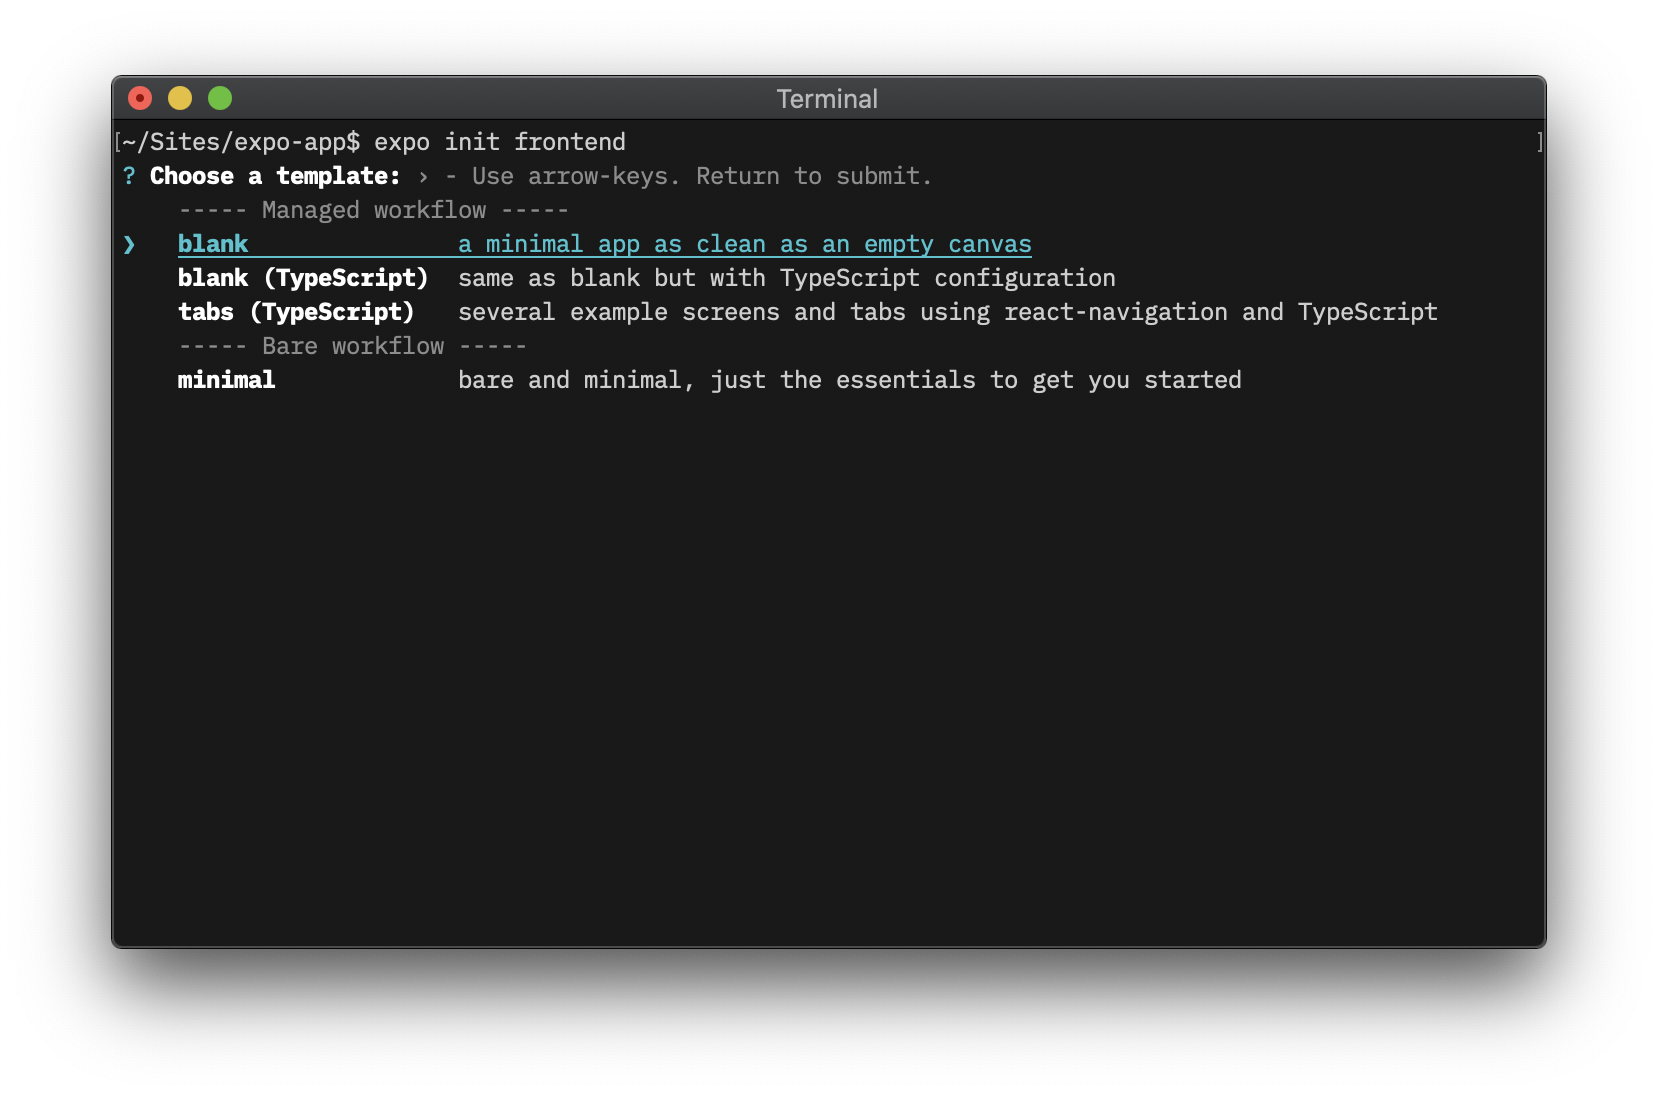 Terminal
[~/Sites/expo-app$ expo init frontend ]
? Choose a template: › - Use arrow-keys. Return to submit.
----- Managed workflow -----
❯ blank a minimal app as clean as an empty canvas
blank (TypeScript) same as blank but with TypeScript configuration
tabs (TypeScript) several example screens and tabs using react-navigation and TypeScript
----- Bare workflow -----
minimal bare and minimal, just the essentials to get you started